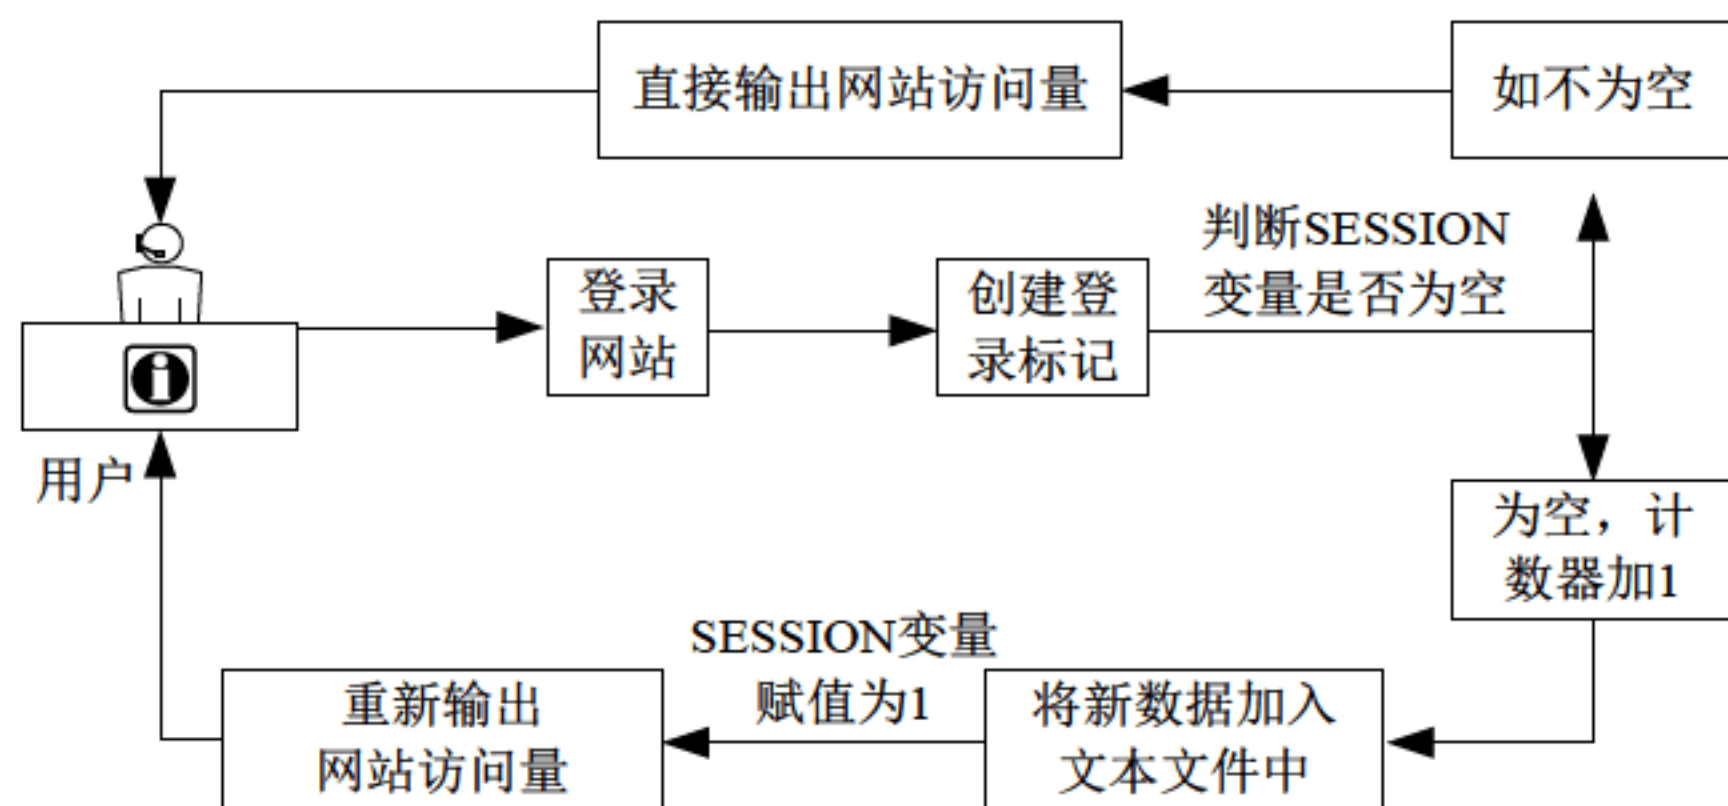 直接输出网站访问量
如不为空
判断SESSION
变量是否为空
登录
网站
创建登
录标记
用户
为空，计
数器加1
SESSION变量
赋值为1
重新输出
网站访问量
将新数据加入
文本文件中